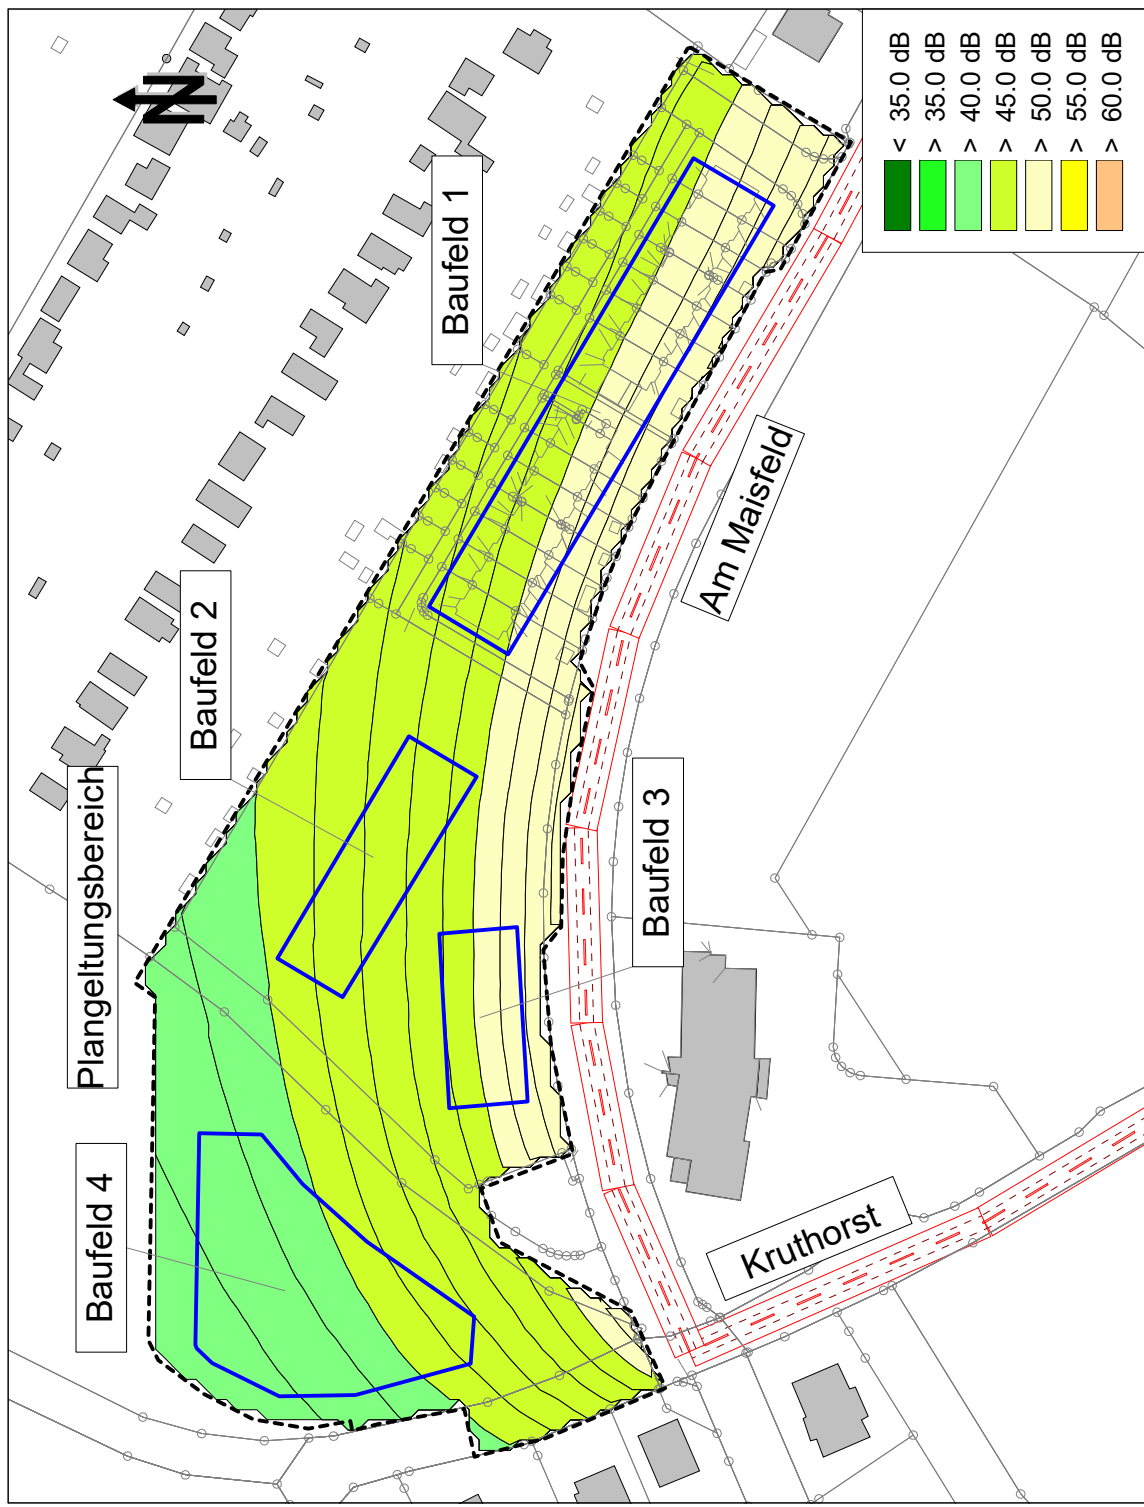 Plangeltungsbereich
Baufeld 4
Baufeld 2
Baufeld 1
Baufeld 3
Am Maisfeld
Kruthorst
N
< 35.0 dB
> 35.0 dB
> 40.0 dB
> 45.0 dB
> 50.0 dB
> 55.0 dB
> 60.0 dB